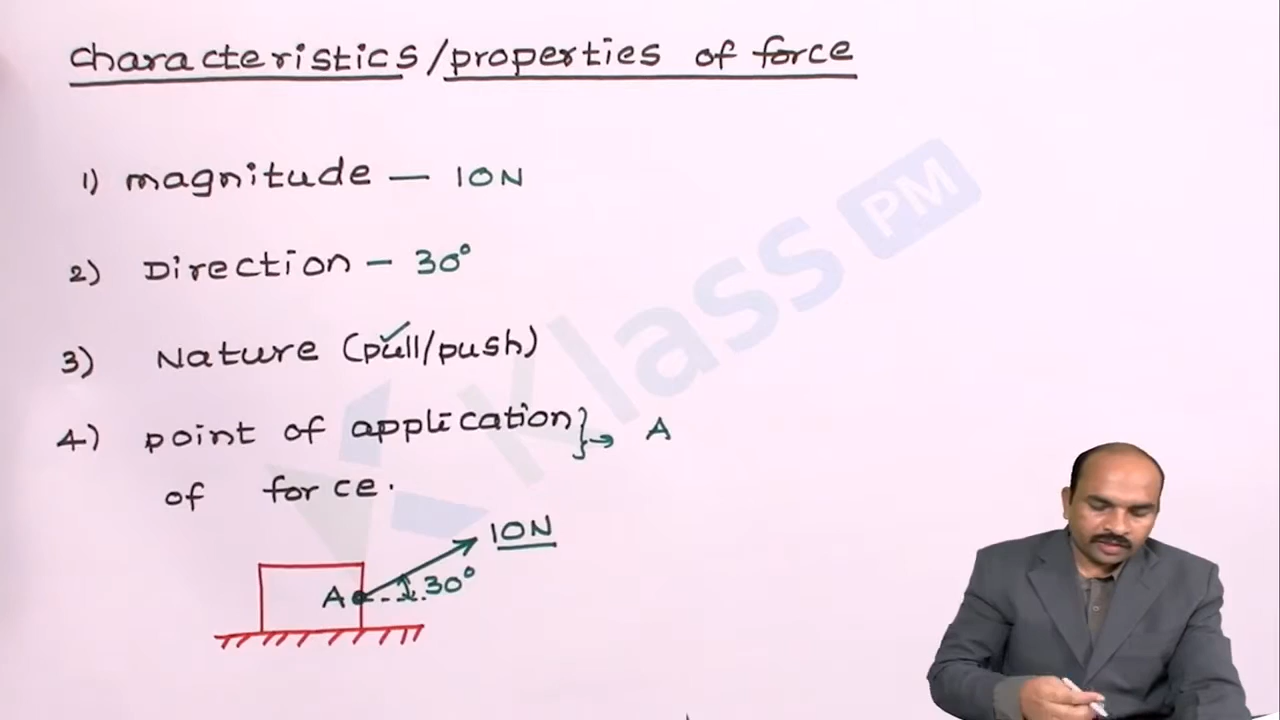 Characteristics/properties of force
1) magnitude — 10N
2) Direction — 30°
3) Nature (pull/push)
4) point of application } → A
of force.
10N
A 30°
Klass PM